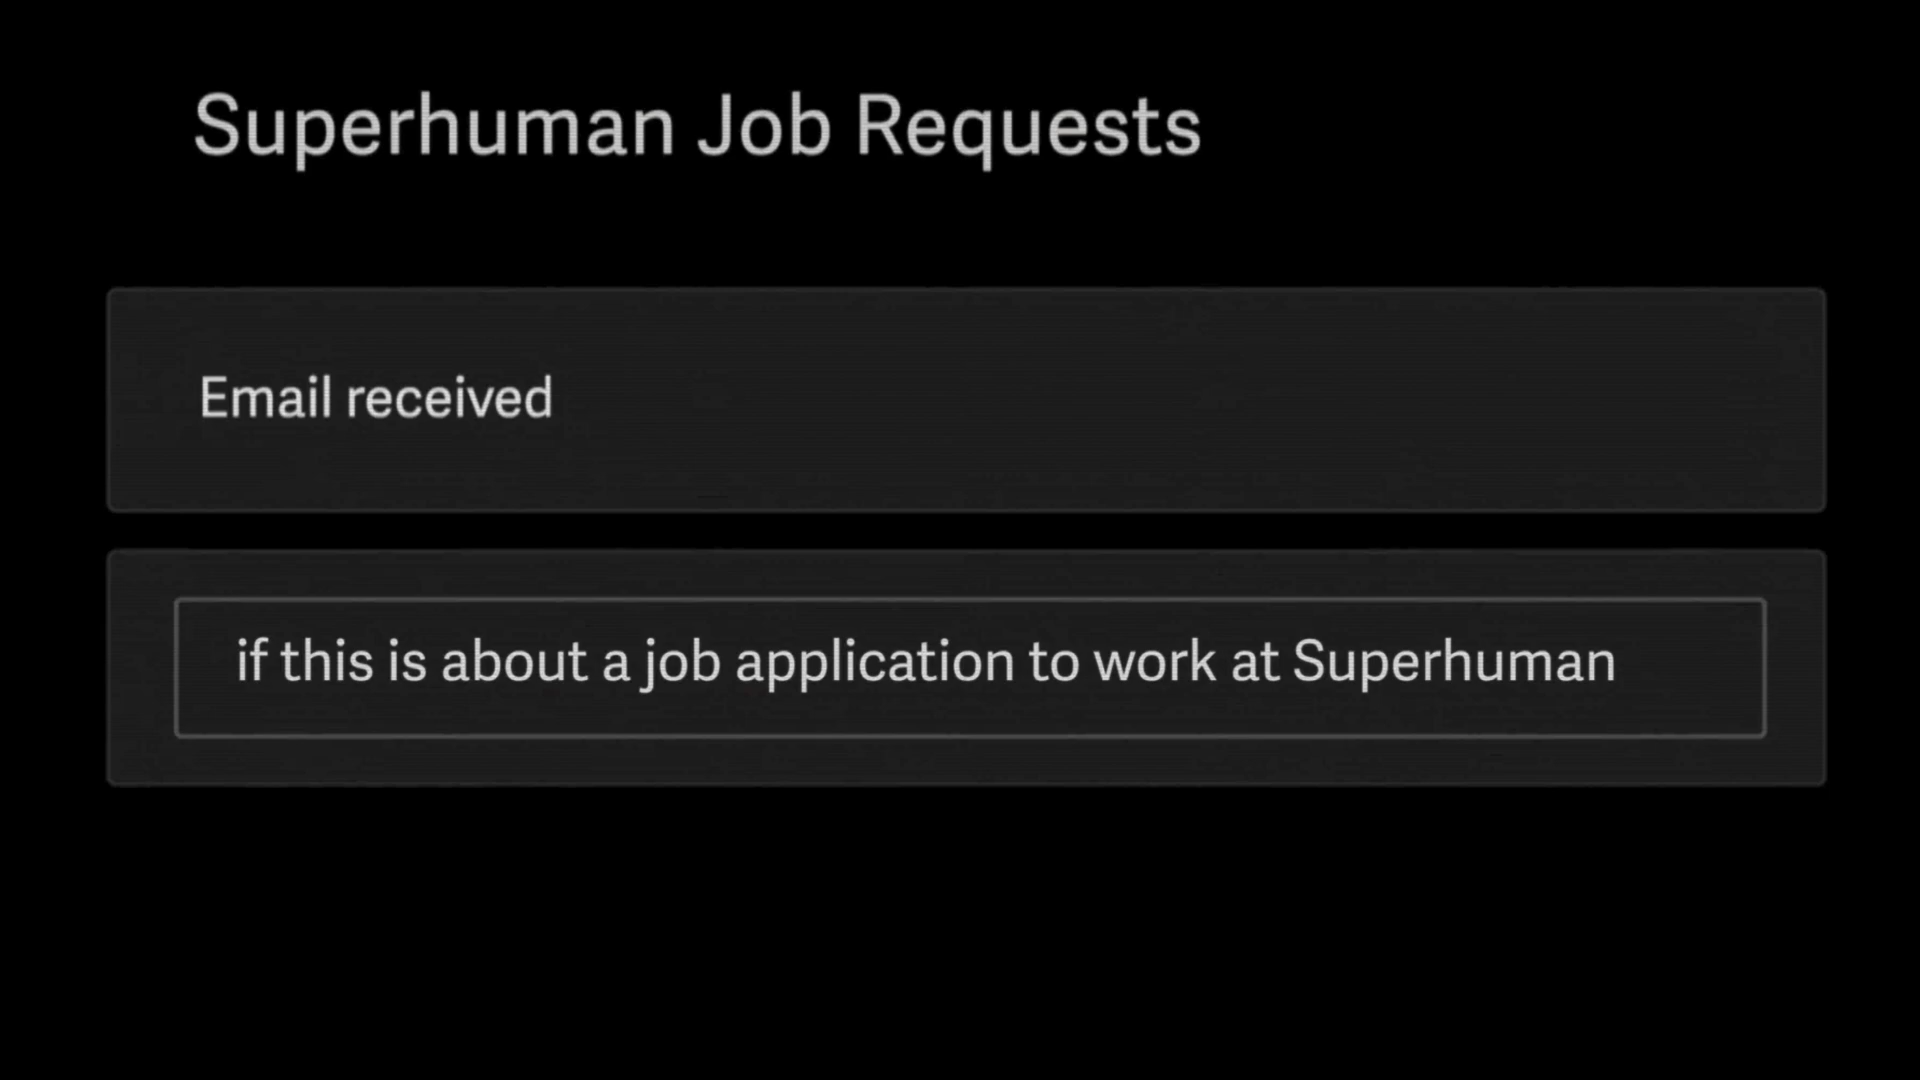 Superhuman Job Requests
Email received
if this is about a job application to work at Superhuman